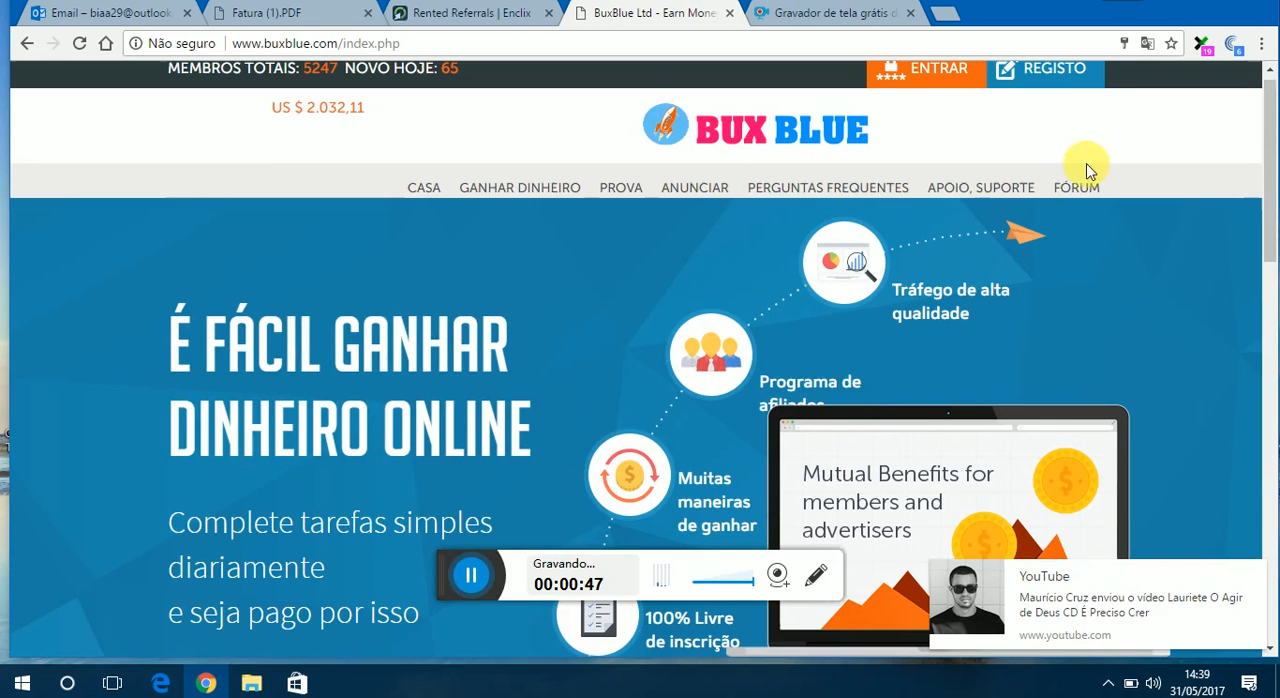 Email – biaa29@outlook
Fatura (1).PDF
Rented Referrals | Enclix
BuxBlue Ltd - Earn Mone
Gravador de tela grátis d
Não seguro
www.buxblue.com/index.php
19
6
MEMBROS TOTAIS: 5247 NOVO HOJE: 65
ENTRAR
REGISTO
US $ 2.032,11
BUX BLUE
CASA
GANHAR DINHEIRO
PROVA
ANUNCIAR
PERGUNTAS FREQUENTES
APOIO, SUPORTE
FÓRUM
É FÁCIL GANHAR
DINHEIRO ONLINE
Complete tarefas simples
diariamente
e seja pago por isso
Tráfego de alta
qualidade
Programa de
afiliados
Muitas
maneiras
de ganhar
100% Livre
de inscrição
Mutual Benefits for
members and
advertisers
Gravando...
00:00:47
YouTube
Maurício Cruz enviou o vídeo Lauriete O Agir
de Deus CD É Preciso Crer
www.youtube.com
14:39
31/05/2017